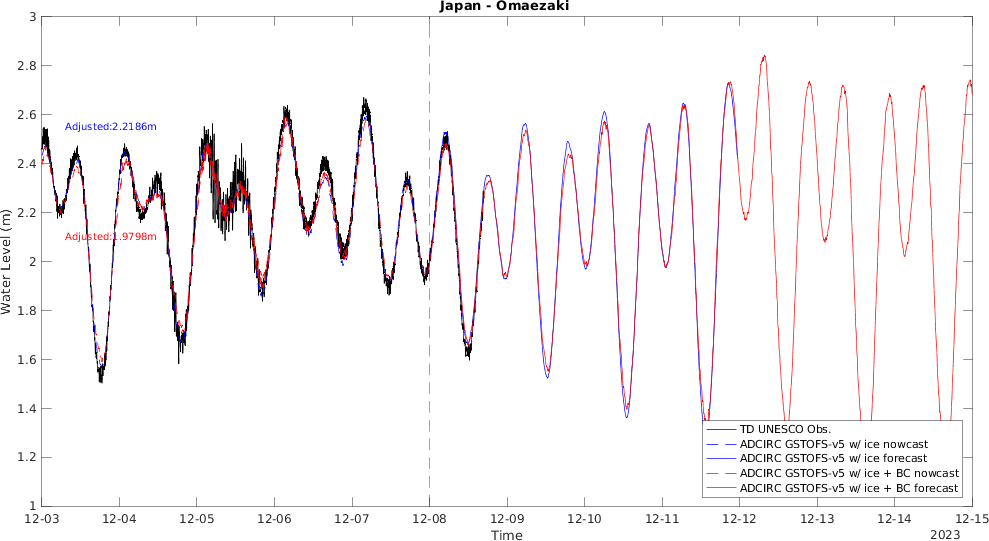 Japan - Omaezaki
3
2.8
2.6
2.4
2.2
2
1.8
1.6
1.4
1.2
1
Water Level (m)
Adjusted:2.2186m
Adjusted:1.9798m
TD UNESCO Obs.
ADCIRC GSTOFS-v5 w/ ice nowcast
ADCIRC GSTOFS-v5 w/ ice forecast
ADCIRC GSTOFS-v5 w/ ice + BC nowcast
ADCIRC GSTOFS-v5 w/ ice + BC forecast
12-03 12-04 12-05 12-06 12-07 12-08 12-09 12-10 12-11 12-12 12-13 12-14 12-15
Time
2023